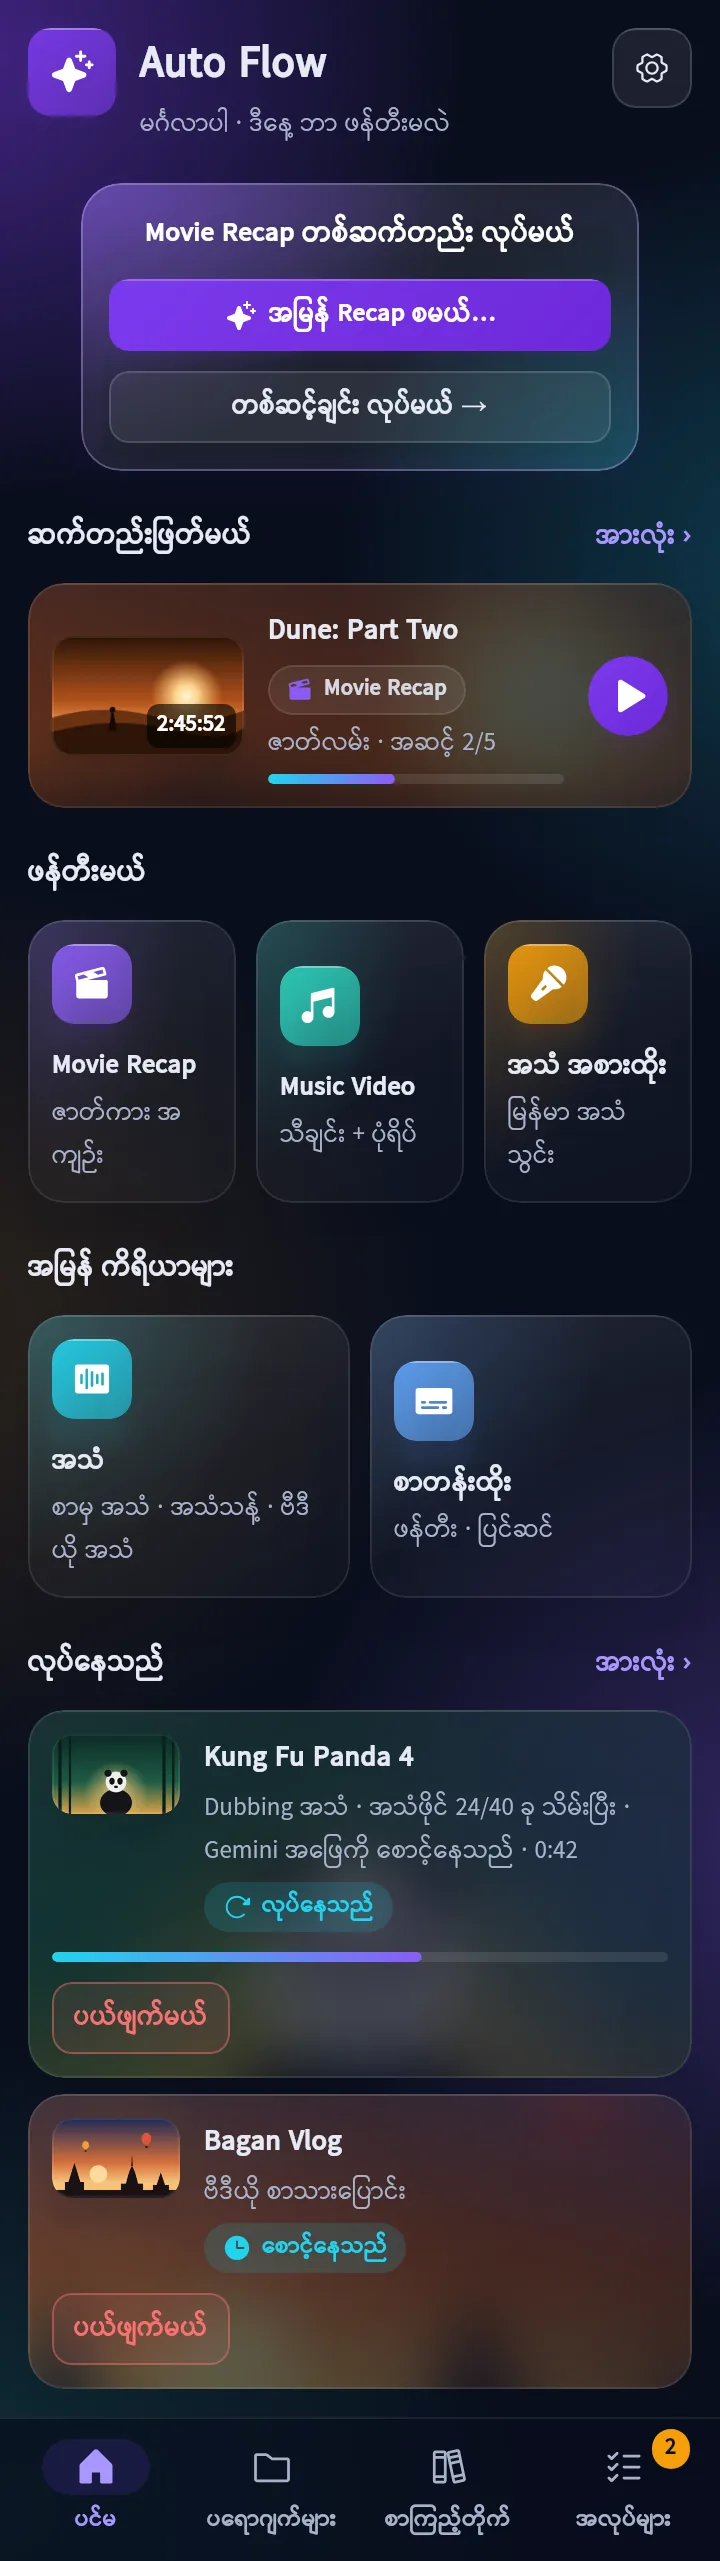 Auto Flow
မင်္ဂလာပါ · ဒီနေ့ ဘာ ဖန်တီးမလဲ
Movie Recap တစ်ဆက်တည်း လုပ်မယ်
အမြန် Recap စမယ်...
တစ်ဆင့်ချင်း လုပ်မယ် →
ဆက်တည်းဖြတ်မယ်
အားလုံး ›
Dune: Part Two
2:45:52
Movie Recap
ဇာတ်လမ်း · အဆင့် 2/5
ဖန်တီးမယ်
Movie Recap
ဇာတ်ကား အ
ကျဉ်း
Music Video
သီချင်း + ပုံရိပ်
အသံ အစားထိုး
မြန်မာ အသံ
သွင်း
အမြန် ကိရိယာများ
အသံ
စာမှ အသံ · အသံသန့် · ဗီဒီ
ယို အသံ
စာတန်းထိုး
ဖန်တီး · ပြင်ဆင်
လုပ်နေသည်
အားလုံး ›
Kung Fu Panda 4
Dubbing အသံ · အသံဖိုင် 24/40 ခု သိမ်းပြီး ·
Gemini အဖြေကို စောင့်နေသည် · 0:42
လုပ်နေသည်
ပယ်ဖျက်မယ်
Bagan Vlog
ဗီဒီယို စာသားပြောင်း
စောင့်နေသည်
ပယ်ဖျက်မယ်
2
ပင်မ
ပရောဂျက်များ
စာကြည့်တိုက်
အလုပ်များ